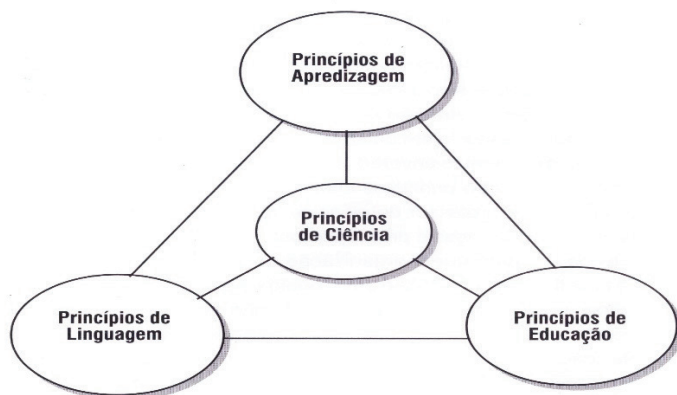 Princípios de
Apredizagem
Princípios
de Ciência
Princípios de
Linguagem
Princípios de
Educação